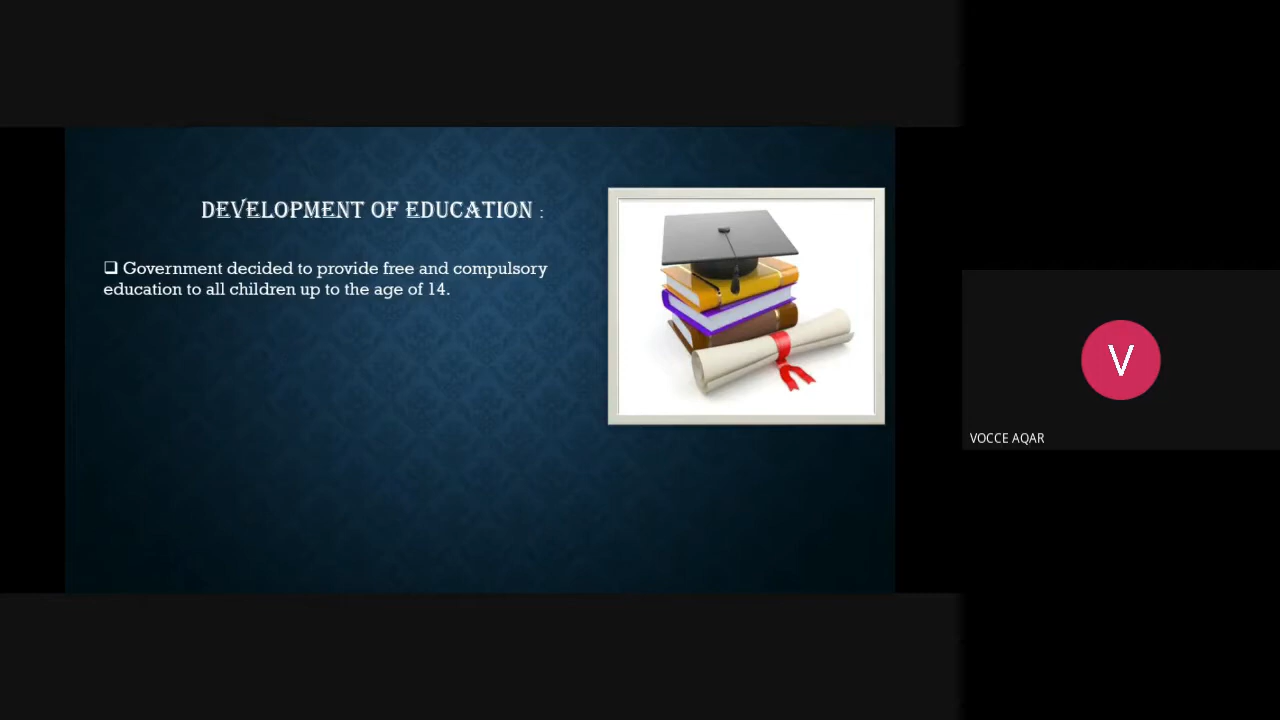 DEVELOPMENT OF EDUCATION :
❑ Government decided to provide free and compulsory
education to all children up to the age of 14.
V
VOCCE AQAR